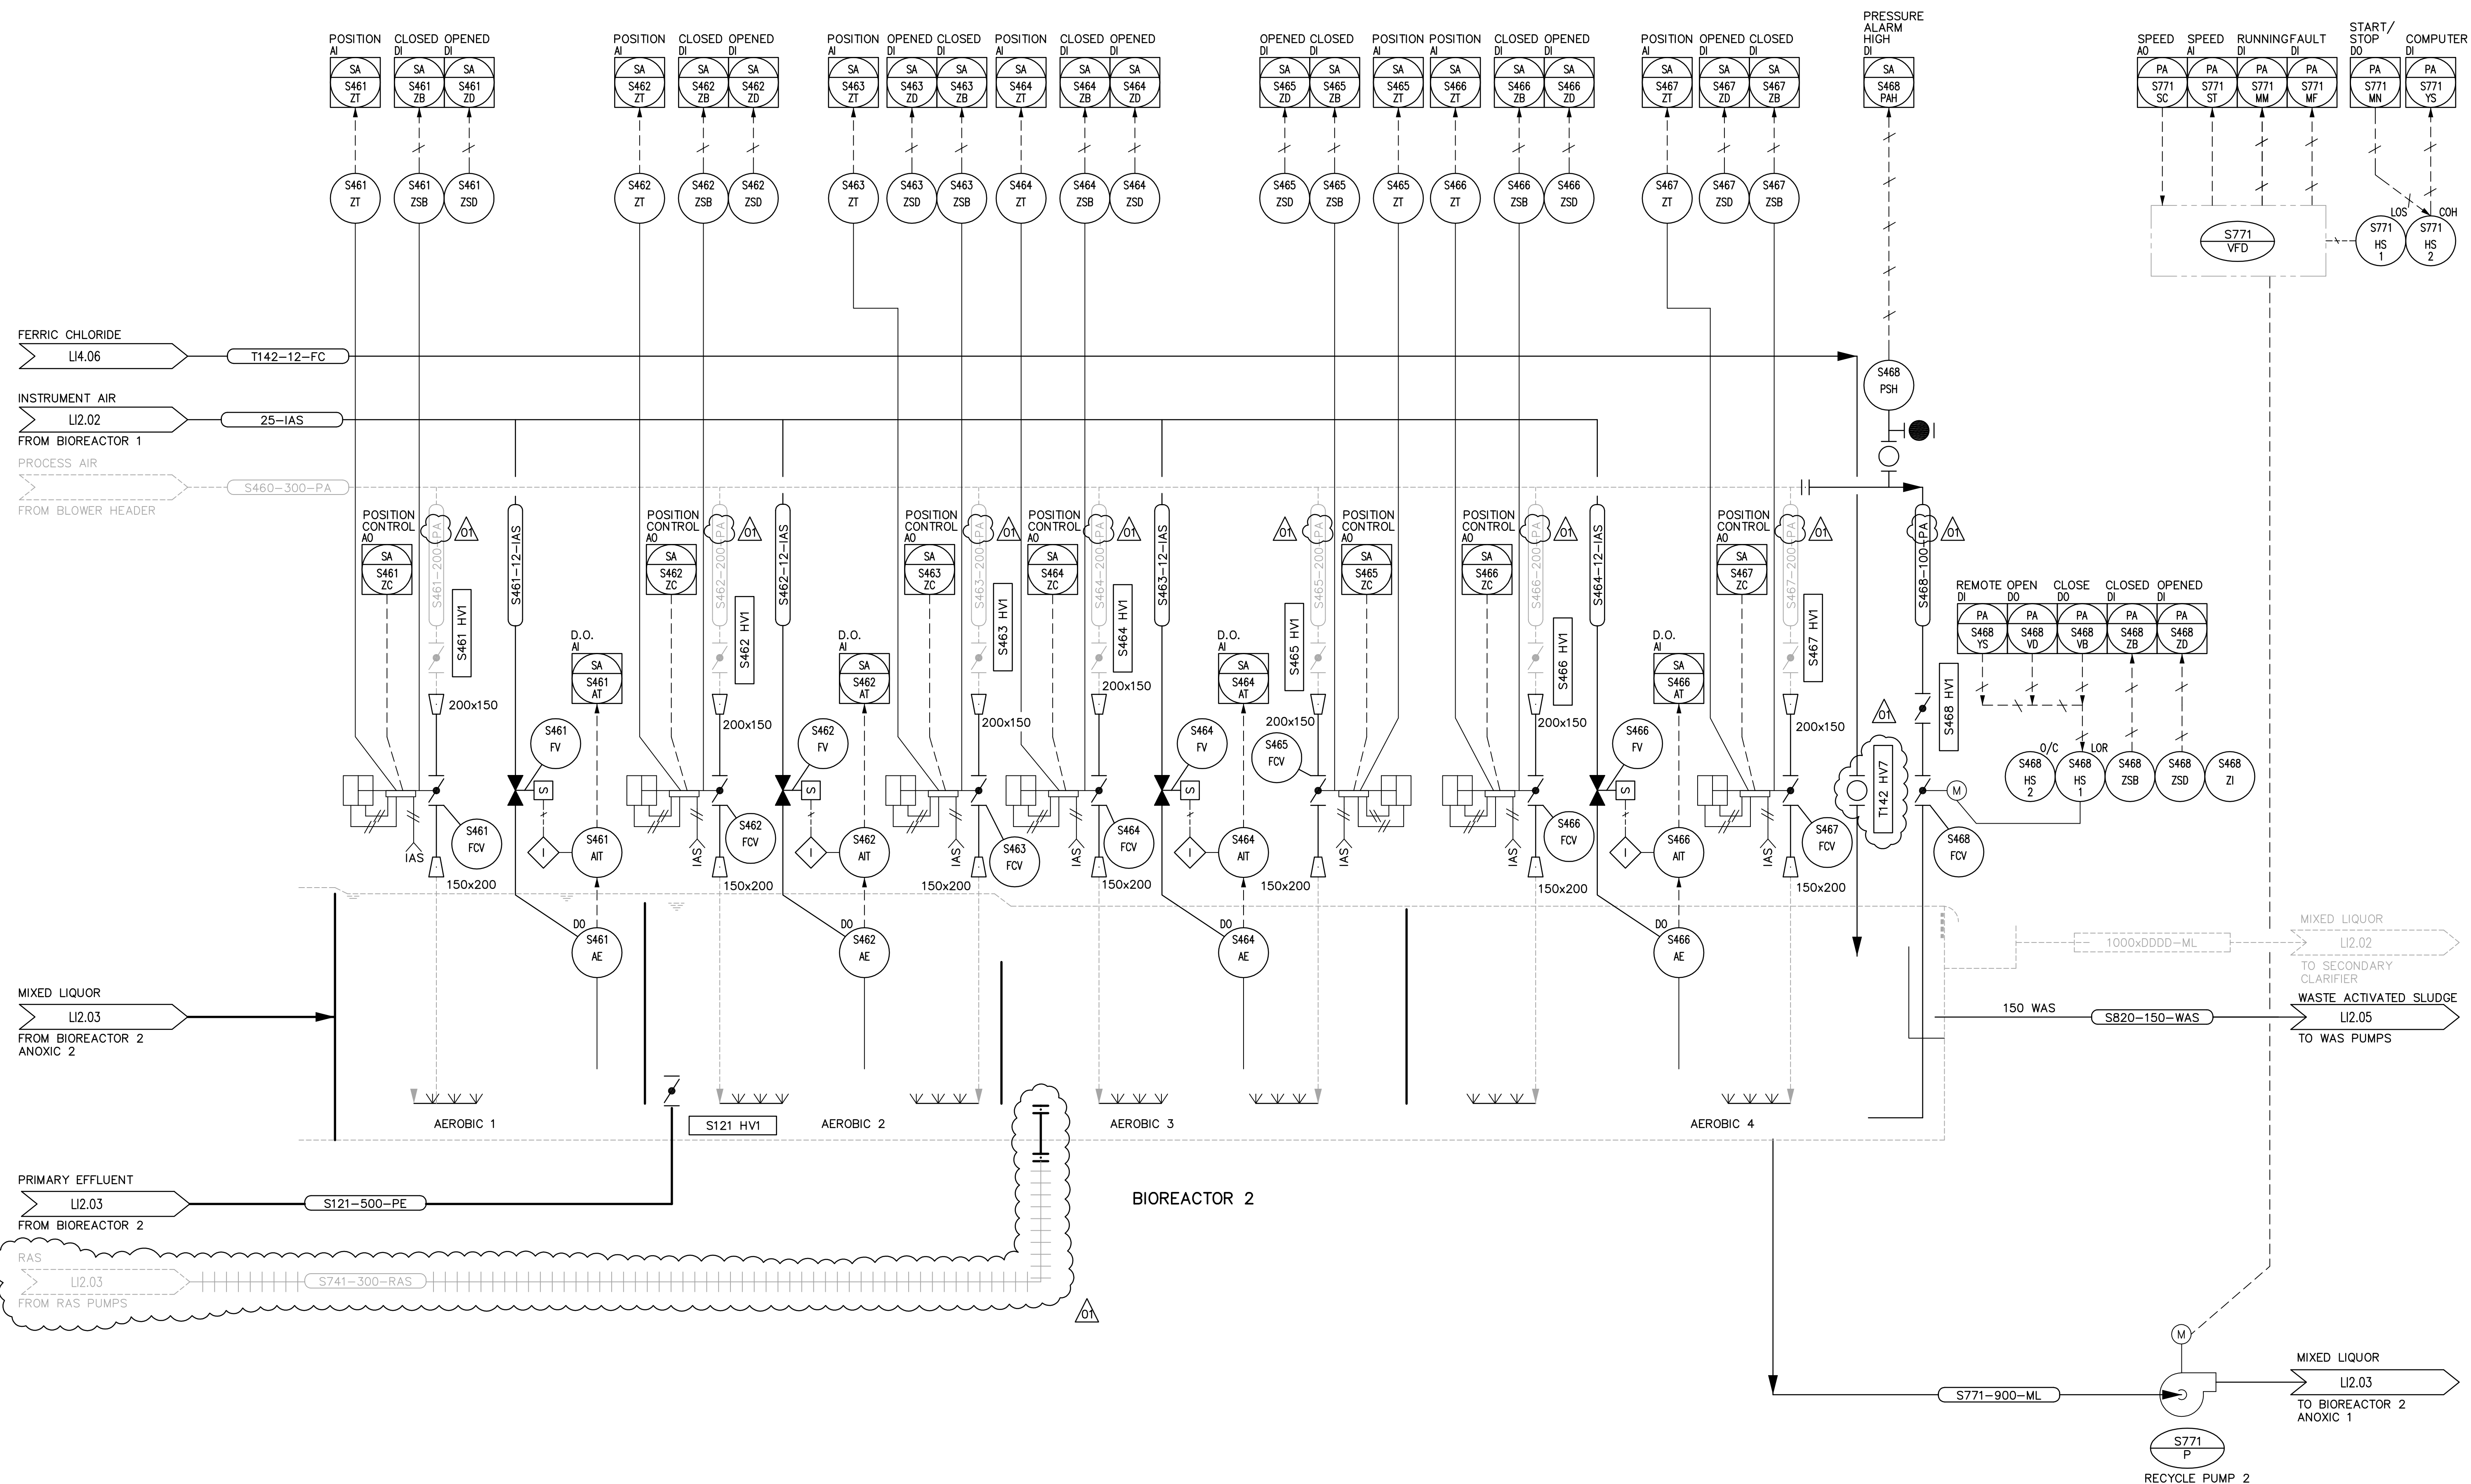 PRESSURE
ALARM
HIGH
DI
START/
STOP
DO
POSITION
AI
CLOSED
DI
OPENED
DI
POSITION
AI
CLOSED
DI
OPENED
DI
POSITION
AI
OPENED
DI
CLOSED
DI
POSITION
AI
CLOSED
DI
OPENED
DI
OPENED
DI
CLOSED
DI
POSITION
AI
POSITION
AI
CLOSED
DI
OPENED
DI
POSITION
AI
OPENED
DI
CLOSED
DI
SPEED
AO
SPEED
AI
RUNNING
DI
FAULT
DI
COMPUTER
DI
SA
S461
ZT
SA
S461
ZB
SA
S461
ZD
SA
S462
ZT
SA
S462
ZB
SA
S462
ZD
SA
S463
ZT
SA
S463
ZD
SA
S463
ZB
SA
S464
ZT
SA
S464
ZB
SA
S464
ZD
SA
S465
ZD
SA
S465
ZB
SA
S465
ZT
SA
S466
ZT
SA
S466
ZB
SA
S466
ZD
SA
S467
ZT
SA
S467
ZD
SA
S467
ZB
SA
S468
PAH
PA
S771
SC
PA
S771
ST
PA
S771
MM
PA
S771
MF
PA
S771
MN
PA
S771
YS
S461
ZT
S461
ZSB
S461
ZSD
S462
ZT
S462
ZSB
S462
ZSD
S463
ZT
S463
ZSD
S463
ZSB
S464
ZT
S464
ZSB
S464
ZSD
S465
ZSD
S465
ZSB
S465
ZT
S466
ZT
S466
ZSB
S466
ZSD
S467
ZT
S467
ZSD
S467
ZSB
S771
VFD
LOS
S771
HS
1
COH
S771
HS
2
FERRIC CHLORIDE
LI4.06
T142-12-FC
S468
PSH
INSTRUMENT AIR
LI2.02
25-IAS
FROM BIOREACTOR 1
PROCESS AIR
S460-300-PA
FROM BLOWER HEADER
POSITION
CONTROL
AO
SA
S461
ZC
S461-200-PA
01
S461 HV1
S461-12-IAS
POSITION
CONTROL
AO
SA
S462
ZC
S462-200-PA
01
S462 HV1
S462-12-IAS
POSITION
CONTROL
AO
SA
S463
ZC
S463-200-PA
01
S463 HV1
POSITION
CONTROL
AO
SA
S464
ZC
S464-200-PA
01
S464 HV1
S463-12-IAS
01
S465-200-PA
S465 HV1
POSITION
CONTROL
AO
SA
S465
ZC
POSITION
CONTROL
AO
SA
S466
ZC
S466-200-PA
01
S466 HV1
S464-12-IAS
POSITION
CONTROL
AO
SA
S467
ZC
S467-200-PA
01
S467 HV1
S468-100-PA
01
S468 HV1
REMOTE
DI
OPEN
DO
CLOSE
DO
CLOSED
DI
OPENED
DI
PA
S468
YS
PA
S468
VD
PA
S468
VB
PA
S468
ZB
PA
S468
ZD
D.O.
AI
SA
S461
AT
D.O.
AI
SA
S462
AT
D.O.
AI
SA
S464
AT
D.O.
AI
SA
S466
AT
200x150
200x150
200x150
200x150
200x150
200x150
200x150
01
T142 HV7
S461
FV
S462
FV
S464
FV
S465
FCV
S466
FV
S
S
S
S
O/C
S468
HS
2
LOR
S468
HS
1
S468
ZSB
S468
ZSD
S468
ZI
M
IAS
S461
FCV
I
S461
AIT
IAS
S462
FCV
I
S462
AIT
IAS
S463
FCV
IAS
S464
FCV
I
S464
AIT
IAS
IAS
S466
FCV
I
S466
AIT
IAS
S467
FCV
S468
FCV
150x200
150x200
150x200
150x200
150x200
150x200
150x200
DO
S461
AE
DO
S462
AE
DO
S464
AE
DO
S466
AE
MIXED LIQUOR
LI2.02
1000xDDDD-ML
TO SECONDARY
CLARIFIER
MIXED LIQUOR
LI2.03
FROM BIOREACTOR 2
ANOXIC 2
WASTE ACTIVATED SLUDGE
150 WAS
S820-150-WAS
LI2.05
TO WAS PUMPS
AEROBIC 1
S121 HV1
AEROBIC 2
AEROBIC 3
AEROBIC 4
PRIMARY EFFLUENT
LI2.03
S121-500-PE
FROM BIOREACTOR 2
BIOREACTOR 2
RAS
LI2.03
S741-300-RAS
FROM RAS PUMPS
01
M
MIXED LIQUOR
LI2.03
S771-900-ML
TO BIOREACTOR 2
ANOXIC 1
S771
P
RECYCLE PUMP 2